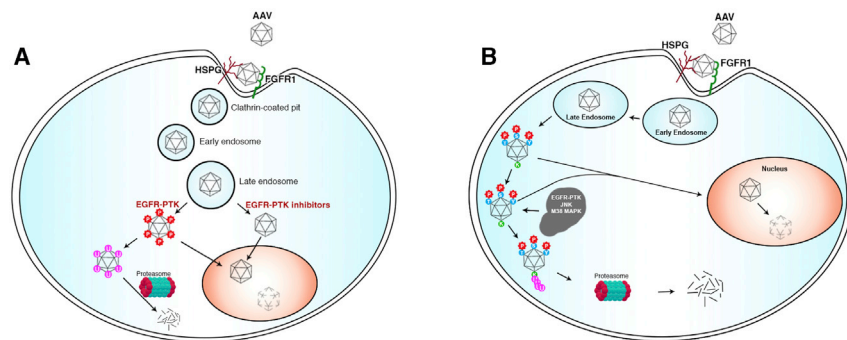 A
AAV
HSPG
FGFR1
Clathrin-coated pit
Early endosome
Late endosome
EGFR-PTK
EGFR-PTK inhibitors
P
P
P
P
P
P
Proteasome
B
AAV
HSPG
FGFR1
Late Endosome
Early Endosome
P
P
P
Y
S
T
K
P
P
P
K
EGFR-PTK
JNK
M38 MAPK
P
P
P
Proteasome
Nucleus